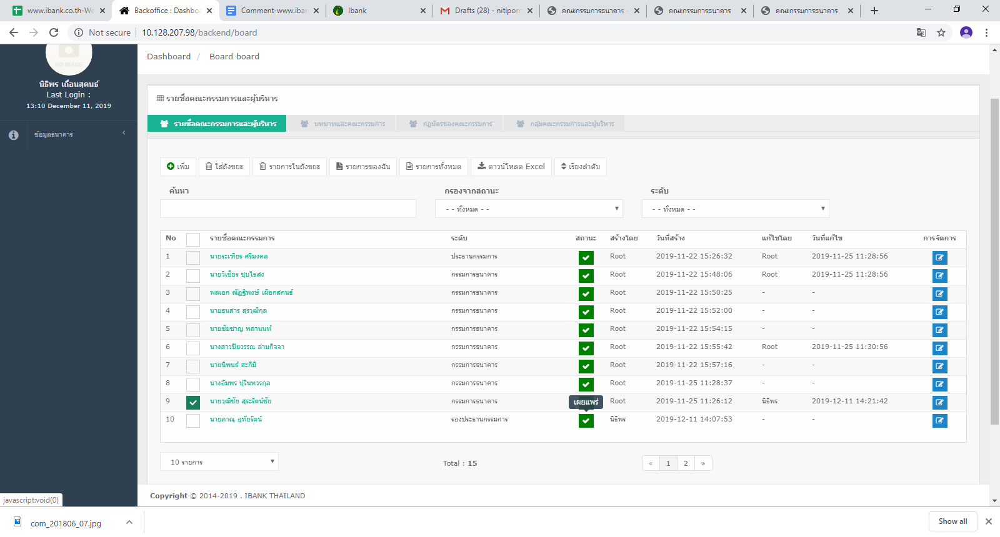 www.ibank.co.th-We
Backoffice : Dashbo
Comment-www.iban
Ibank
Drafts (28) - nitiporn
คณะกรรมการธนาคาร -
คณะกรรมการธนาคาร
คณะกรรมการธนาคาร
Not secure
10.128.207.98/backend/board
NO IMAGE
นิธิพร เถื่อนสุคนธ์
Last Login :
13:10 December 11, 2019
ข้อมูลธนาคาร
Dashboard / Board board
รายชื่อคณะกรรมการและผู้บริหาร
รายชื่อคณะกรรมการและผู้บริหาร
บทบาทและคณะกรรมการ
กฎบัตรของคณะกรรมการ
กลุ่มคณะกรรมการและผู้บริหาร
เพิ่ม
ใส่ถังขยะ
รายการในถังขยะ
รายการของฉัน
รายการทั้งหมด
ดาวน์โหลด Excel
เรียงลำดับ
ค้นหา
กรองจากสถานะ
ระดับ
- - ทั้งหมด - -
- - ทั้งหมด - -
No รายชื่อคณะกรรมการ ระดับ สถานะ สร้างโดย วันที่สร้าง แก้ไขโดย วันที่แก้ไข การจัดการ
1 นายระเฑียร ศรีมงคล ประธานกรรมการ Root 2019-11-22 15:26:32 Root 2019-11-25 11:28:56
2 นายวิเชียร ชุบไธสง กรรมการธนาคาร Root 2019-11-22 15:48:06 Root 2019-11-25 11:28:56
3 พลเอก ณัฏฐิพงษ์ เผือกสกนธ์ กรรมการธนาคาร Root 2019-11-22 15:50:25 - -
4 นายธนสาร สุรวุฒิกุล กรรมการธนาคาร Root 2019-11-22 15:52:00 - -
5 นายชัยชาญ พลานนท์ กรรมการธนาคาร Root 2019-11-22 15:54:15 - -
6 นางสาวปิยวรรณ ล่ามกิจจา กรรมการธนาคาร Root 2019-11-22 15:55:42 Root 2019-11-25 11:30:56
7 นายนิพนธ์ ฮะกีมี กรรมการธนาคาร Root 2019-11-22 15:57:16 - -
8 นางอัมพร ปุรินทวรกุล กรรมการธนาคาร Root 2019-11-25 11:28:37 - -
9 นายวุฒิชัย สุระรัตน์ชัย กรรมการธนาคาร เผยแพร่ Root 2019-11-25 11:26:12 นิธิพร 2019-12-11 14:21:42
10 นายภาณุ อุทัยรัตน์ รองประธานกรรมการ นิธิพร 2019-12-11 14:07:53 - -
10 รายการ
Total : 15
« 1 2 »
Copyright © 2014-2019 . IBANK THAILAND
javascript:void(0)
com_201806_07.jpg
Show all